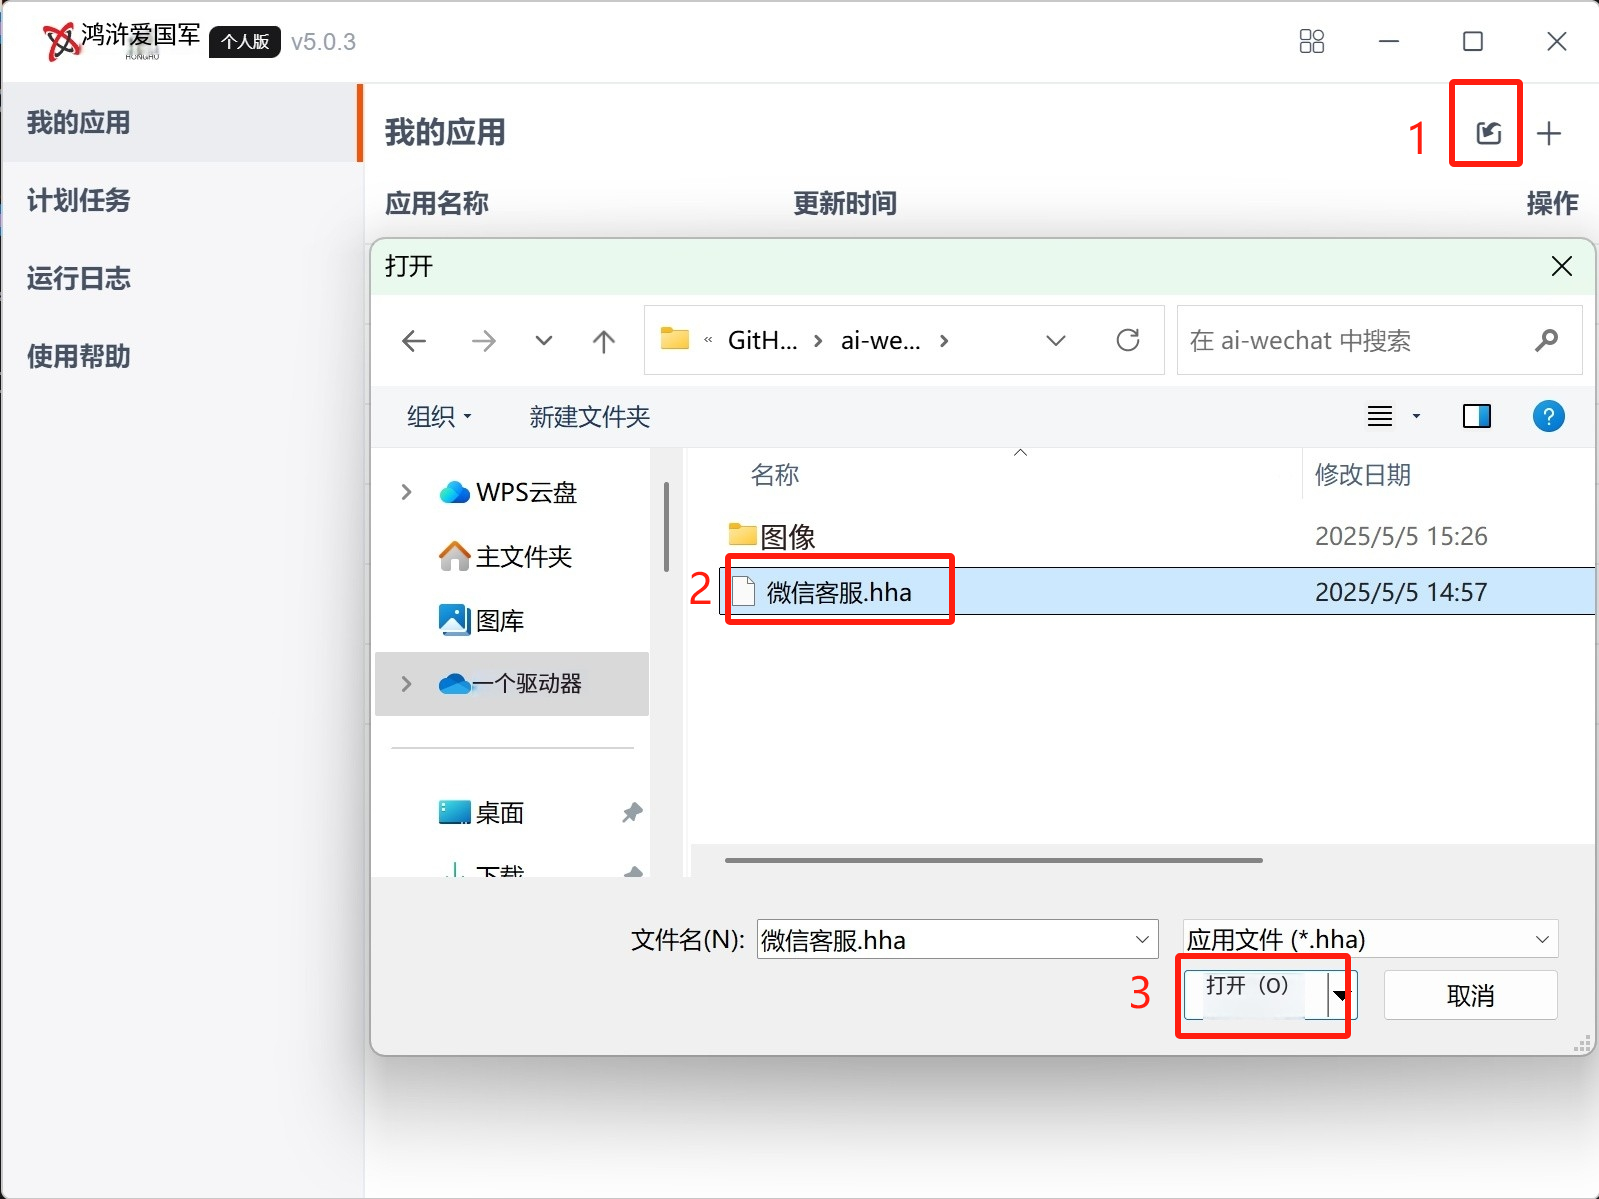 鸿浒爱国军 个人版 v5.0.3
HONGHU
我的应用
计划任务
运行日志
使用帮助
我的应用
1
应用名称 更新时间 操作
打开
« GitH... › ai-we... ›
在 ai-wechat 中搜索
组织 新建文件夹
?
WPS云盘
主文件夹
图库
一个驱动器
桌面
下载
名称 修改日期
图像 2025/5/5 15:26
2 微信客服.hha 2025/5/5 14:57
文件名(N): 微信客服.hha 应用文件 (*.hha)
3 打开（O） 取消